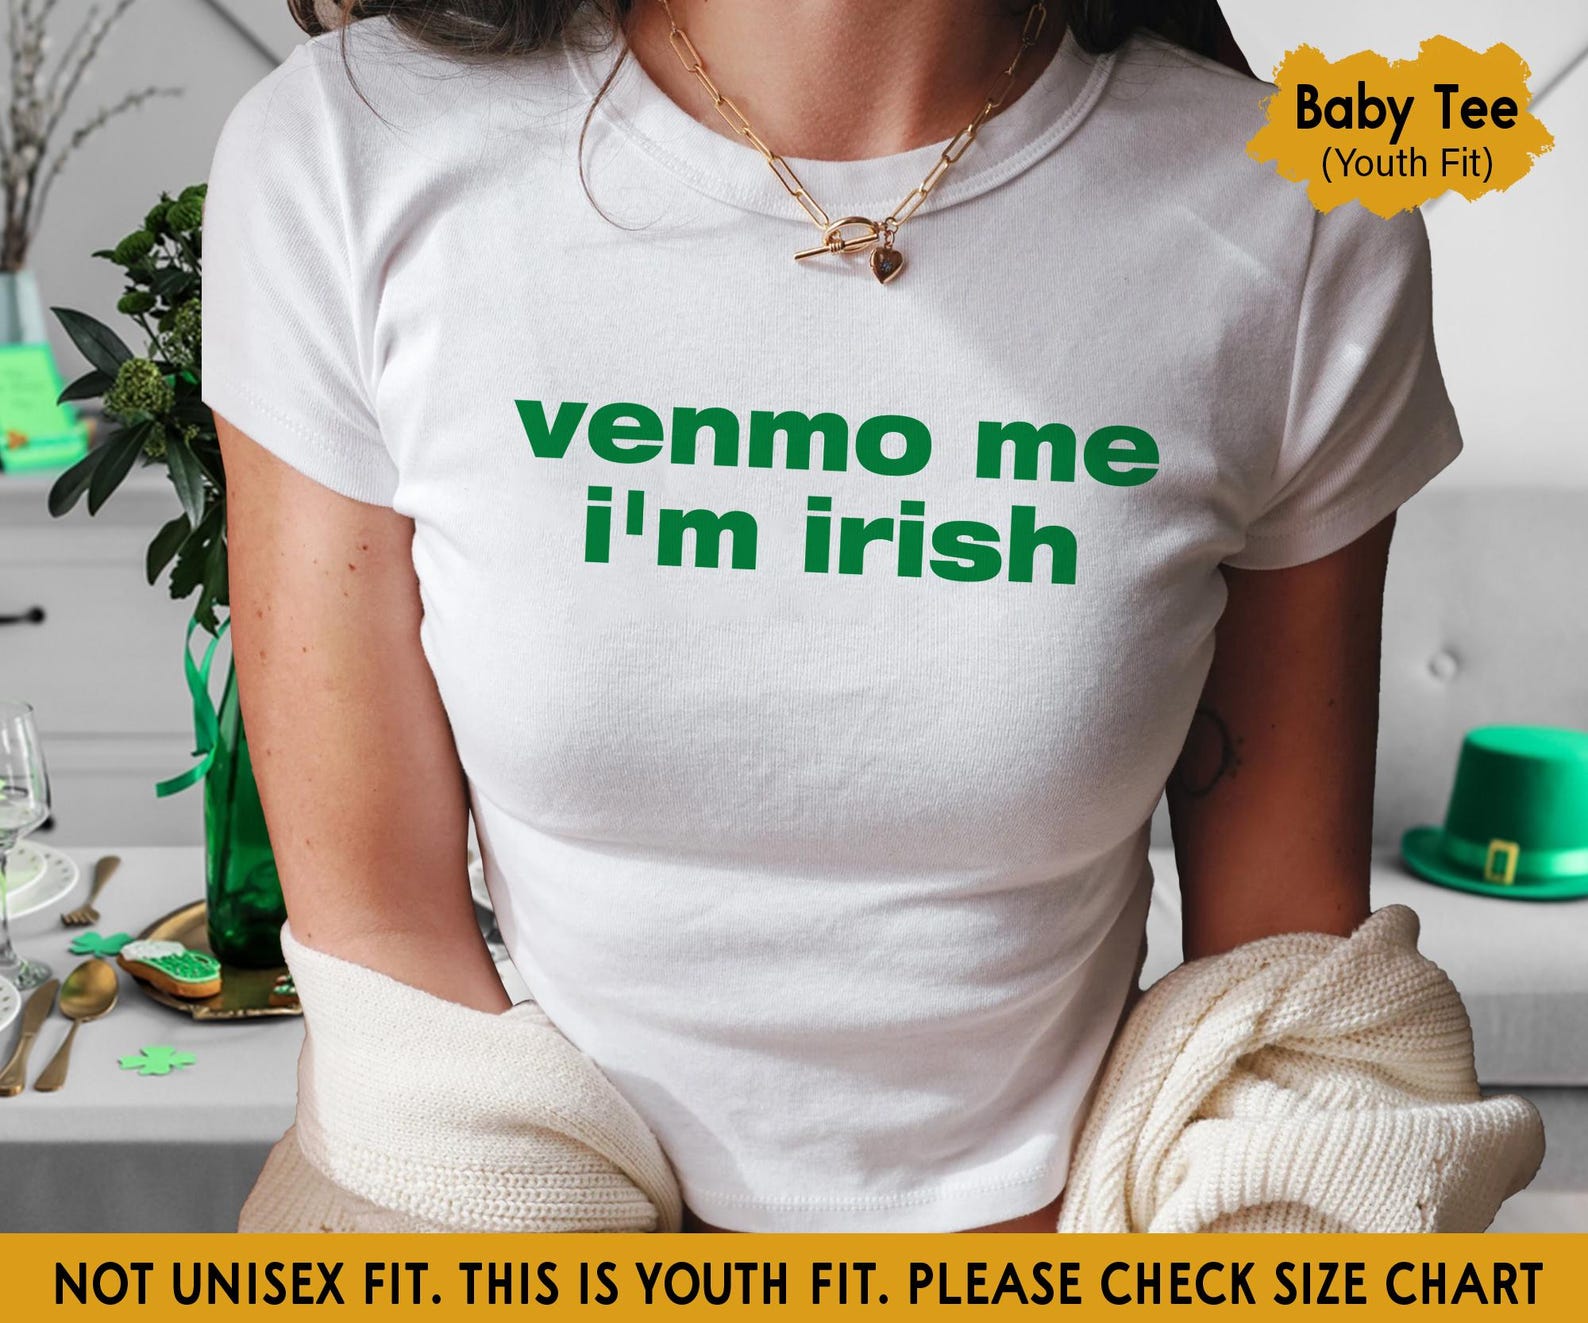 Baby Tee
(Youth Fit)
venmo me
i'm irish
NOT UNISEX FIT. THIS IS YOUTH FIT. PLEASE CHECK SIZE CHART